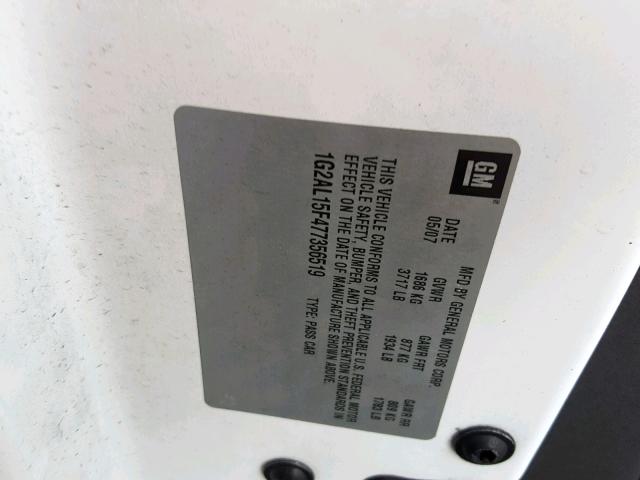 GM
MFD BY GENERAL MOTORS CORP.
DATE GVWR GAWR FRT GAWR RR
05/07 1686 KG 877 KG 809 KG
3717 LB 1934 LB 1783 LB
THIS VEHICLE CONFORMS TO ALL APPLICABLE U.S. FEDERAL MOTOR
VEHICLE SAFETY, BUMPER, AND THEFT PREVENTION STANDARDS IN
EFFECT ON THE DATE OF MANUFACTURE SHOWN ABOVE.
1G2AL15F477356519 TYPE: PASS CAR